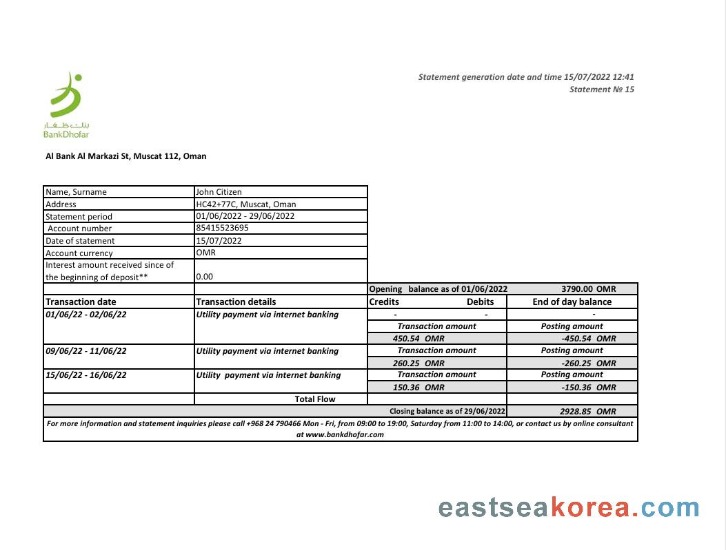 Statement generation date and time 15/07/2022 12:41
Statement № 15
بنك ظفار
BankDhofar
Al Bank Al Markazi St, Muscat 112, Oman
Name, Surname John Citizen
Address HC42+77C, Muscat, Oman
Statement period 01/06/2022 - 29/06/2022
Account number 85415523695
Date of statement 15/07/2022
Account currency OMR
Interest amount received since of
the beginning of deposit** 0.00
Opening balance as of 01/06/2022 3790.00 OMR
Transaction date Transaction details Credits Debits End of day balance
01/06/22 - 02/06/22 Utility payment via internet banking - - -
Transaction amount Posting amount
450.54 OMR -450.54 OMR
09/06/22 - 11/06/22 Utility payment via internet banking Transaction amount Posting amount
260.25 OMR -260.25 OMR
15/06/22 - 16/06/22 Utility payment via internet banking Transaction amount Posting amount
150.36 OMR -150.36 OMR
Total Flow
Closing balance as of 29/06/2022 2928.85 OMR
For more information and statement inquiries please call +968 24 790466 Mon - Fri, from 09:00 to 19:00, Saturday from 11:00 to 14:00, or contact us by online consultant
at www.bankdhofar.com
eastseakorea.com